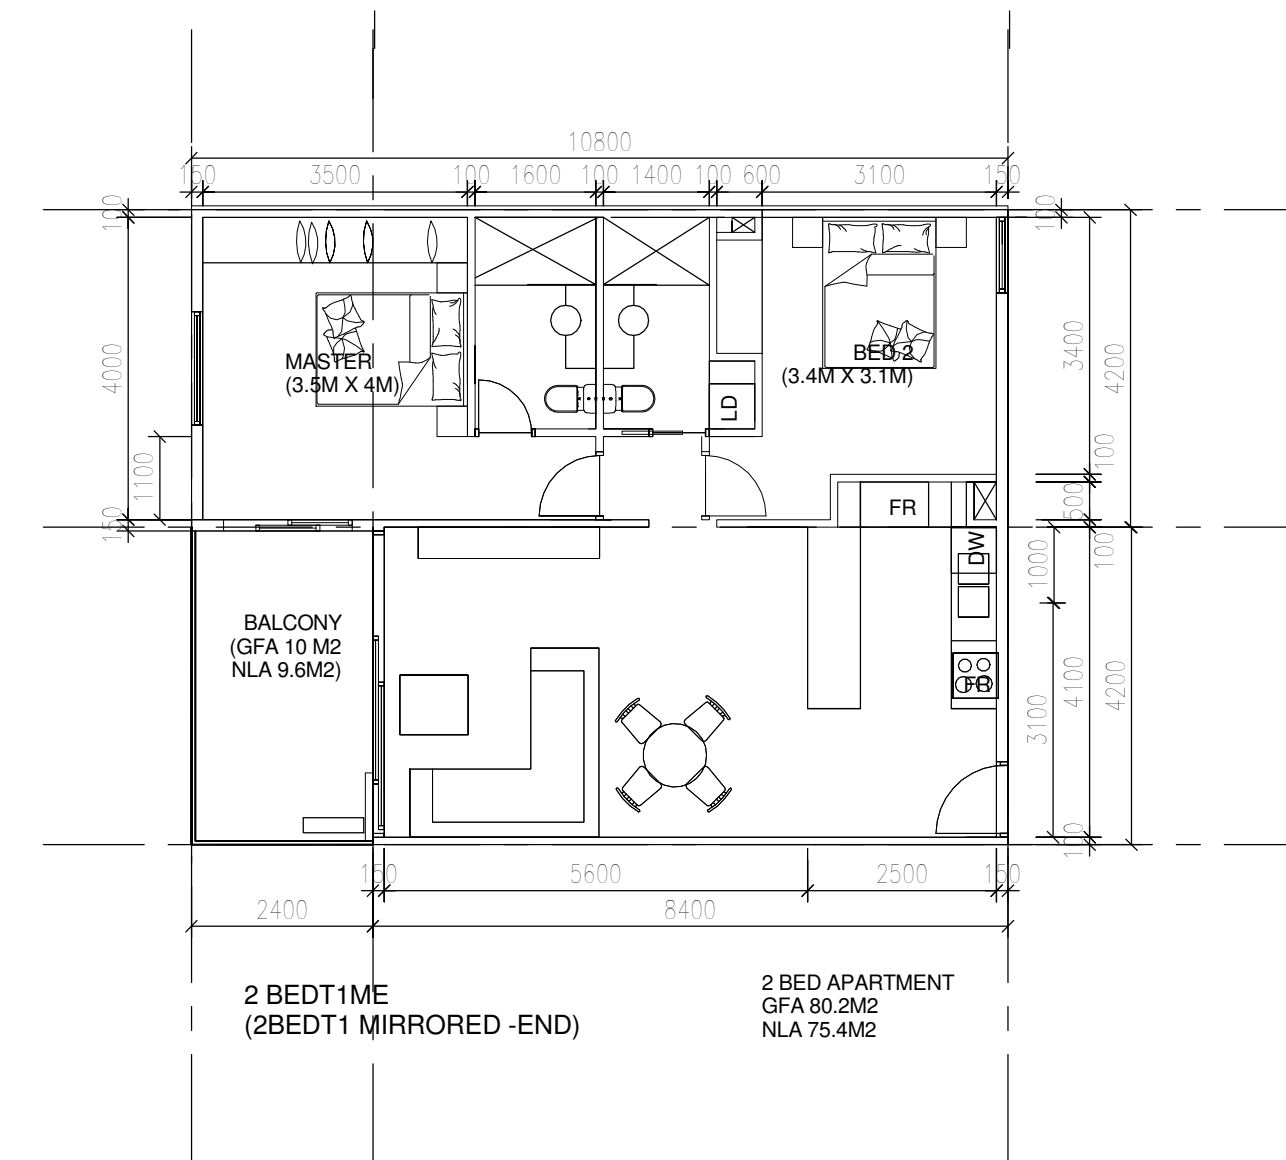 10800
150 3500 100 1600 100 1400 100 600 3100 150
100
100
4000
1100
150
3400
4200
100
500
100
1000
4100
4200
3100
100
MASTER
(3.5M X 4M)
BED 2
(3.4M X 3.1M)
LD
FR
DW
FR
BALCONY
(GFA 10 M2
NLA 9.6M2)
150 5600 2500 150
2400 8400
2 BEDT1ME
(2BEDT1 MIRRORED -END)
2 BED APARTMENT
GFA 80.2M2
NLA 75.4M2